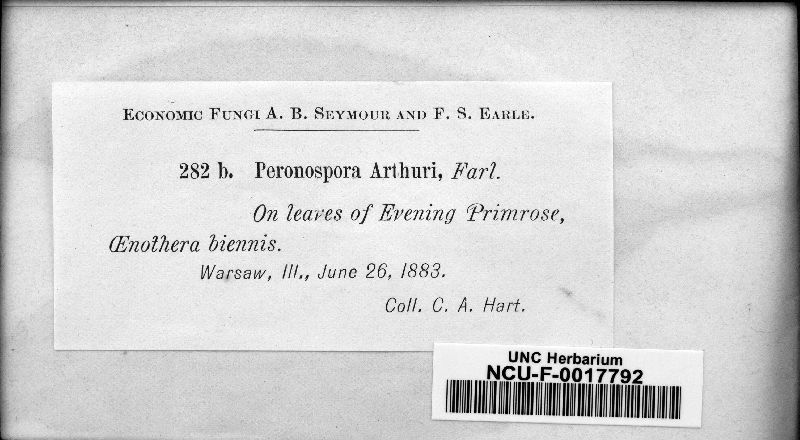 Economic Fungi A. B. Seymour and F. S. Earle.
282 b. Peronospora Arthuri, Farl.
On leaves of Evening Primrose,
Œnothera biennis.
Warsaw, Ill., June 26, 1883.
Coll. C. A. Hart.
UNC Herbarium
NCU-F-0017792